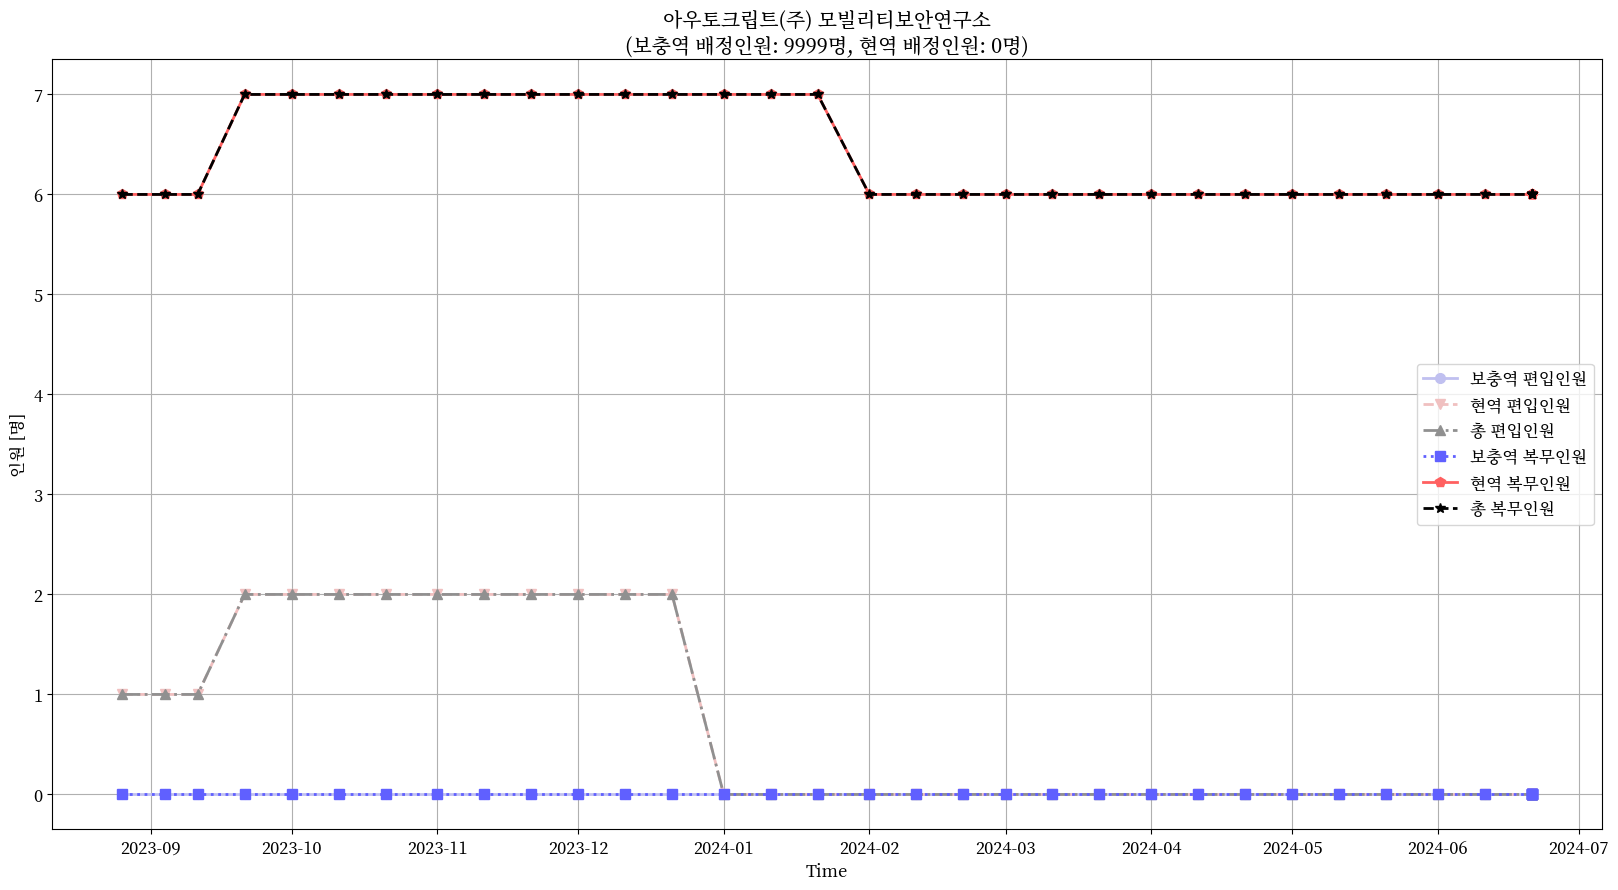 아우토크립트(주) 모빌리티보안연구소
(보충역 배정인원: 9999명, 현역 배정인원: 0명)
7
6
5
4
3
2
1
0
인원 [명]
보충역 편입인원
현역 편입인원
총 편입인원
보충역 복무인원
현역 복무인원
총 복무인원
2023-09
2023-10
2023-11
2023-12
2024-01
2024-02
2024-03
2024-04
2024-05
2024-06
2024-07
Time